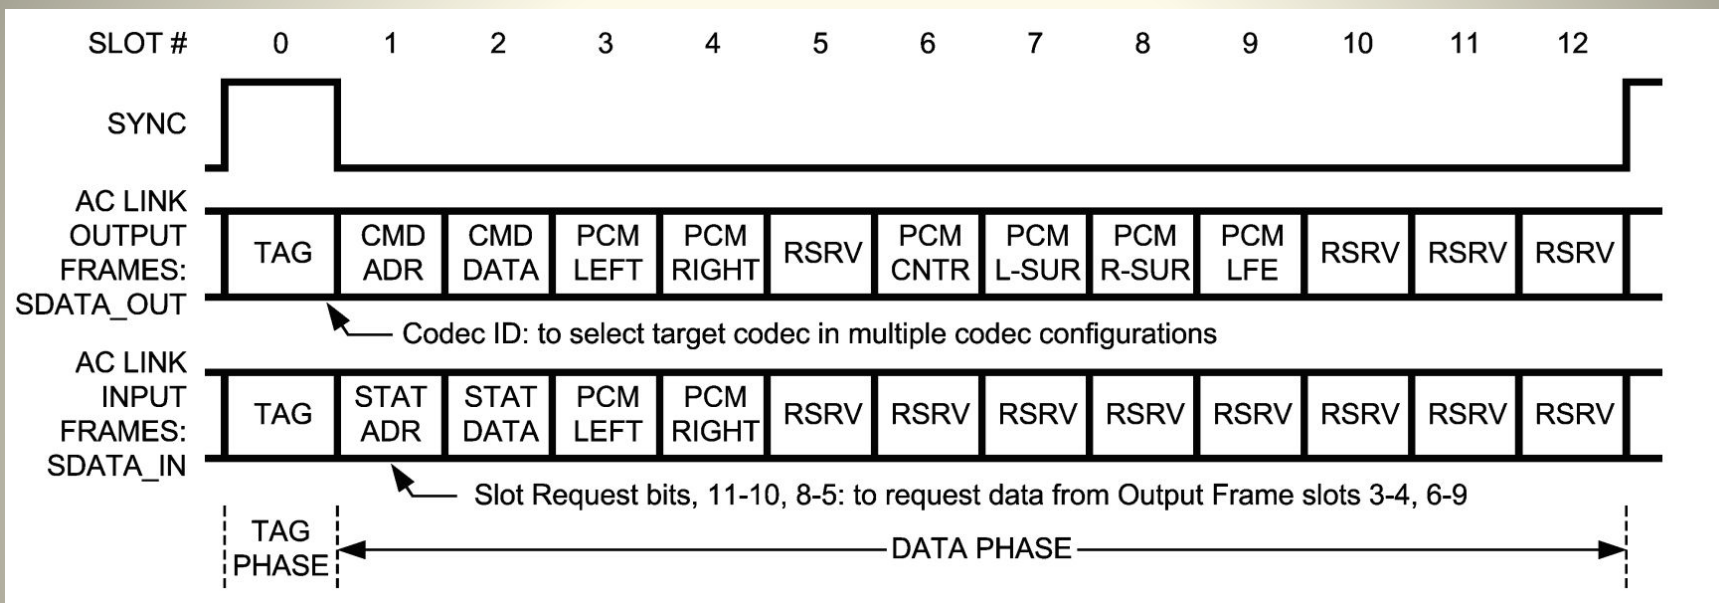 SLOT # 0 1 2 3 4 5 6 7 8 9 10 11 12
SYNC
AC LINK
OUTPUT
FRAMES:
SDATA_OUT
TAG
CMD
ADR
CMD
DATA
PCM
LEFT
PCM
RIGHT
RSRV
PCM
CNTR
PCM
L-SUR
PCM
R-SUR
PCM
LFE
RSRV
RSRV
RSRV
Codec ID: to select target codec in multiple codec configurations
AC LINK
INPUT
FRAMES:
SDATA_IN
TAG
STAT
ADR
STAT
DATA
PCM
LEFT
PCM
RIGHT
RSRV
RSRV
RSRV
RSRV
RSRV
RSRV
RSRV
RSRV
Slot Request bits, 11-10, 8-5: to request data from Output Frame slots 3-4, 6-9
TAG
PHASE
DATA PHASE